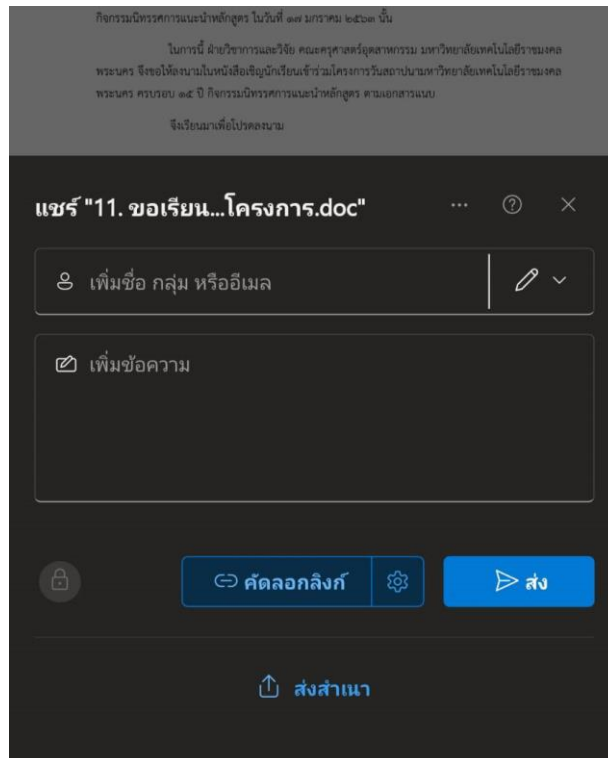 กิจกรรมนิทรรศการแนะนำหลักสูตร ในวันที่ ๑๗ มกราคม ๒๕๖๓ นั้น
ในการนี้ ฝ่ายวิชาการและวิจัย คณะครุศาสตร์อุตสาหกรรม มหาวิทยาลัยเทคโนโลยีราชมงคล
พระนคร จึงขอให้ลงนามในหนังสือเชิญนักเรียนเข้าร่วมโครงการวันสถาปนามหาวิทยาลัยเทคโนโลยีราชมงคล
พระนคร ครบรอบ ๑๕ ปี กิจกรรมนิทรรศการแนะนำหลักสูตร ตามเอกสารแนบ
จึงเรียนมาเพื่อโปรดลงนาม
แชร์ "11. ขอเรียน...โครงการ.doc"
เพิ่มชื่อ กลุ่ม หรืออีเมล
เพิ่มข้อความ
คัดลอกลิงก์
ส่ง
ส่งสำเนา